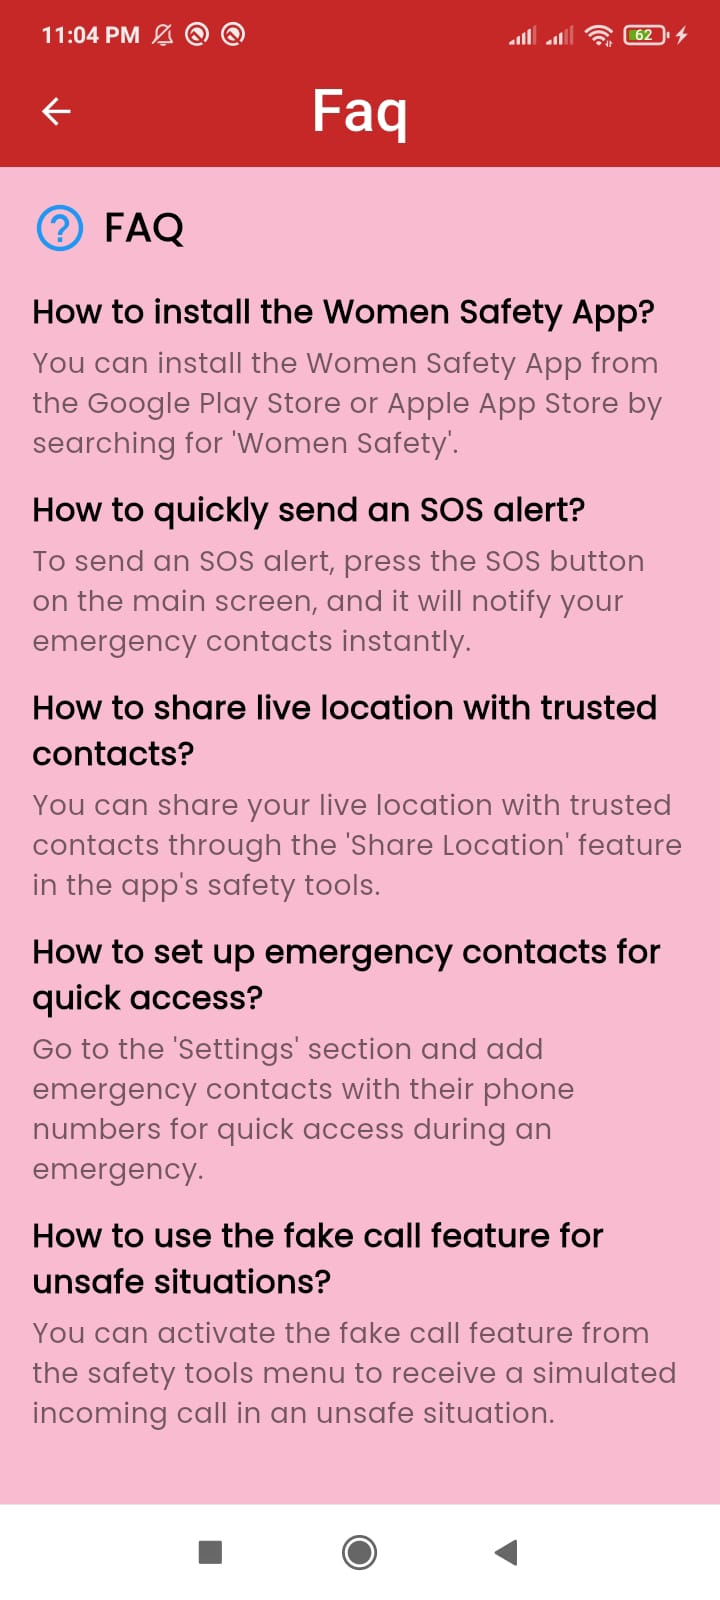 11:04 PM
62
Faq
FAQ
How to install the Women Safety App?
You can install the Women Safety App from
the Google Play Store or Apple App Store by
searching for 'Women Safety'.
How to quickly send an SOS alert?
To send an SOS alert, press the SOS button
on the main screen, and it will notify your
emergency contacts instantly.
How to share live location with trusted
contacts?
You can share your live location with trusted
contacts through the 'Share Location' feature
in the app's safety tools.
How to set up emergency contacts for
quick access?
Go to the 'Settings' section and add
emergency contacts with their phone
numbers for quick access during an
emergency.
How to use the fake call feature for
unsafe situations?
You can activate the fake call feature from
the safety tools menu to receive a simulated
incoming call in an unsafe situation.